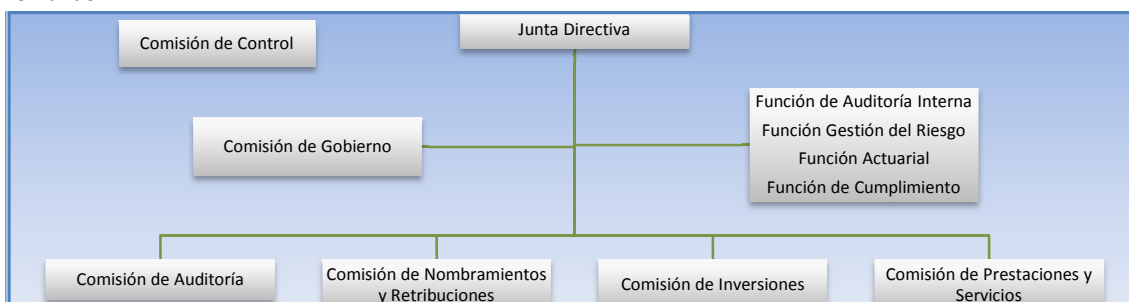 Junta Directiva
Comisión de Control
Función de Auditoría Interna
Función Gestión del Riesgo
Función Actuarial
Función de Cumplimiento
Comisión de Gobierno
Comisión de Auditoría
Comisión de Nombramientos
y Retribuciones
Comisión de Inversiones
Comisión de Prestaciones y
Servicios